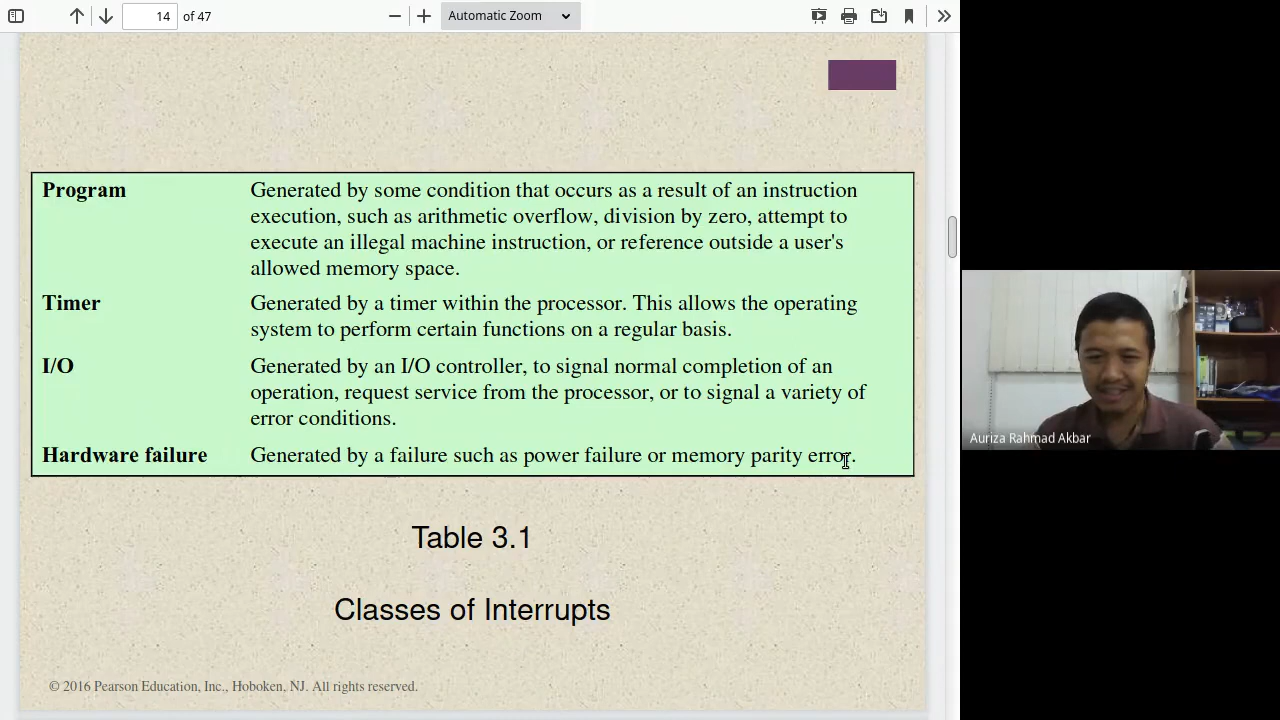 14 of 47
Automatic Zoom
Program Generated by some condition that occurs as a result of an instruction
execution, such as arithmetic overflow, division by zero, attempt to
execute an illegal machine instruction, or reference outside a user's
allowed memory space.
Timer Generated by a timer within the processor. This allows the operating
system to perform certain functions on a regular basis.
I/O Generated by an I/O controller, to signal normal completion of an
operation, request service from the processor, or to signal a variety of
error conditions.
Hardware failure Generated by a failure such as power failure or memory parity error.
Auriza Rahmad Akbar
Table 3.1
Classes of Interrupts
© 2016 Pearson Education, Inc., Hoboken, NJ. All rights reserved.